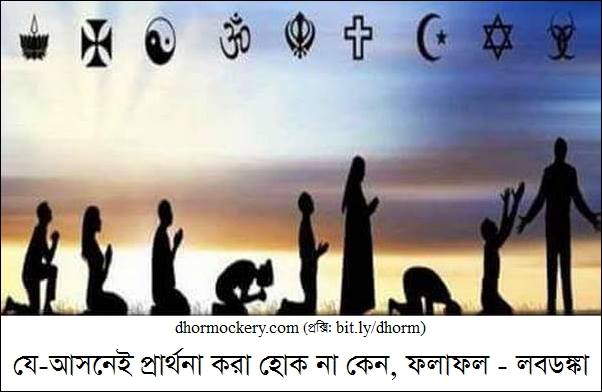 dhormockery.com (প্রক্সি: bit.ly/dhorm)
যে-আসনেই প্রার্থনা করা হোক না কেন, ফলাফল - লবডঙ্কা